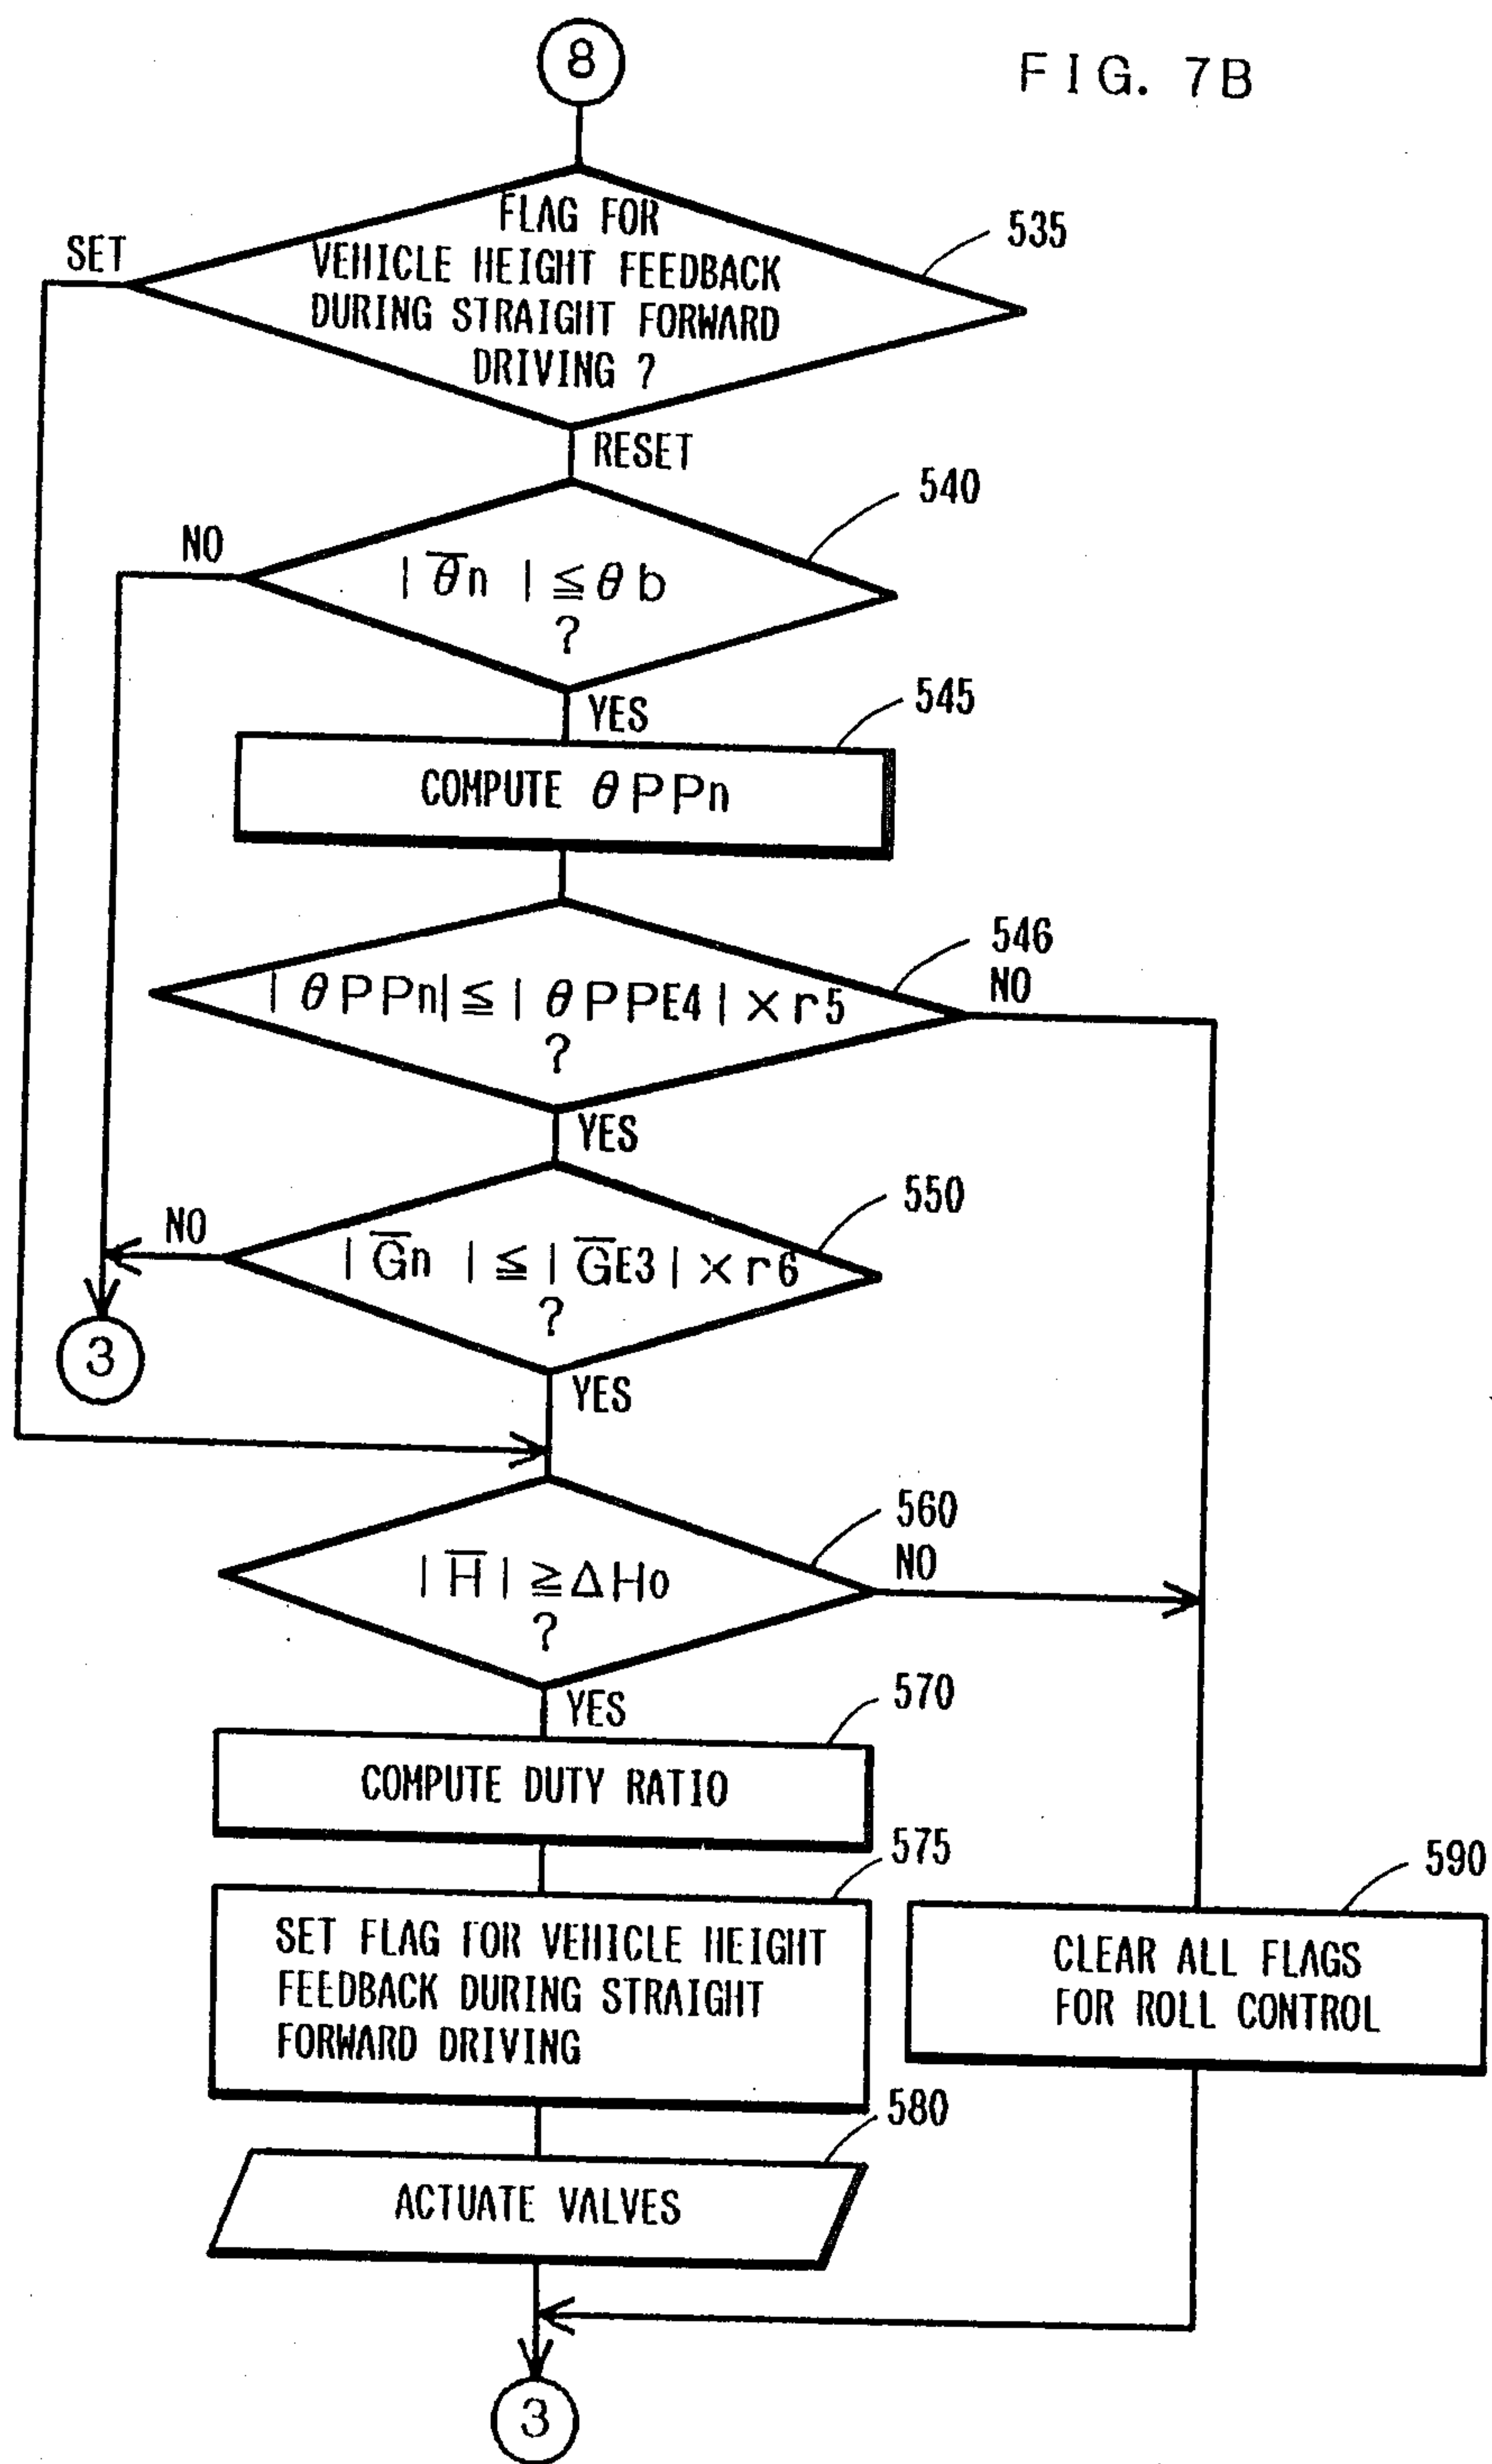 8
FIG. 7B
FLAG FOR
VEHICLE HEIGHT FEEDBACK
DURING STRAIGHT FORWARD
DRIVING ?
535
SET
RESET
540
NO
| θ̅n | ≦ θb
?
YES
545
COMPUTE θPPn
546
NO
| θPPn| ≦ | θPPE4 | × r5
?
YES
550
NO
| G̅n | ≦ | G̅E3 | × r6
?
3
YES
560
NO
| H̅ | ≧ ΔHo
?
YES
570
COMPUTE DUTY RATIO
575
SET FLAG FOR VEHICLE HEIGHT
FEEDBACK DURING STRAIGHT
FORWARD DRIVING
590
CLEAR ALL FLAGS
FOR ROLL CONTROL
580
ACTUATE VALVES
3